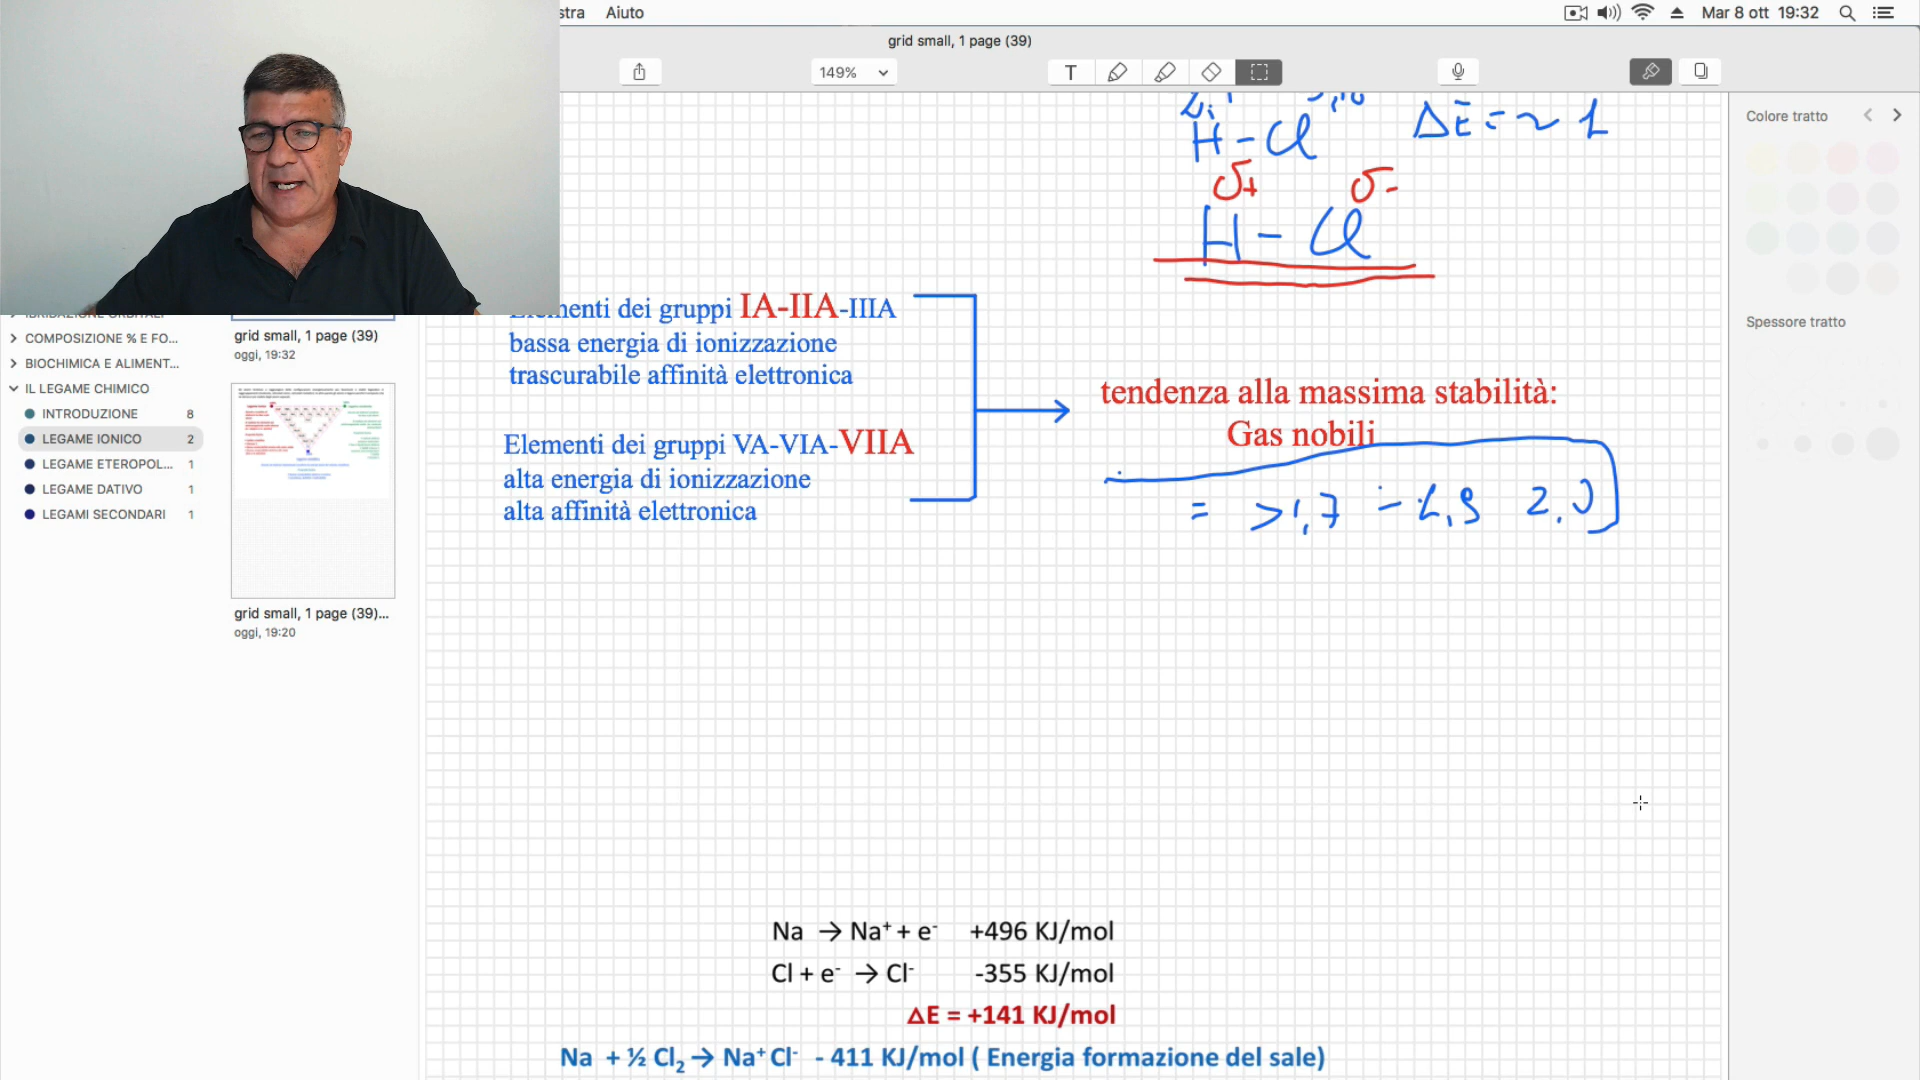 stra Aiuto
Mar 8 ott 19:32
grid small, 1 page (39)
149%
T
Colore tratto
Spessore tratto
COMPOSIZIONE % E FO...
BIOCHIMICA E ALIMENT...
IL LEGAME CHIMICO
INTRODUZIONE 8
LEGAME IONICO 2
LEGAME ETEROPOL... 1
LEGAME DATIVO 1
LEGAMI SECONDARI 1
grid small, 1 page (39)
oggi, 19:32
grid small, 1 page (39)...
oggi, 19:20
H - Cl ΔE = ~ 1
δ+ δ-
H - Cl
Elementi dei gruppi IA-IIA-IIIA
bassa energia di ionizzazione
trascurabile affinità elettronica
Elementi dei gruppi VA-VIA-VIIA
alta energia di ionizzazione
alta affinità elettronica
tendenza alla massima stabilità:
Gas nobili
= >1,7 - 1,9 2.0
Na → Na⁺ + e⁻ +496 KJ/mol
Cl + e⁻ → Cl⁻ -355 KJ/mol
ΔE = +141 KJ/mol
Na + ½ Cl₂ → Na⁺ Cl⁻ - 411 KJ/mol ( Energia formazione del sale)